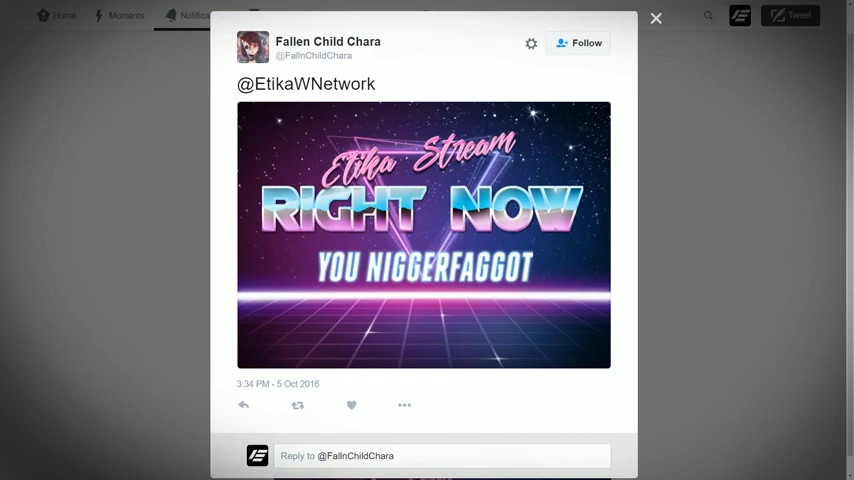 Home Moments Notifica Tweet
Fallen Child Chara
@FallnChildChara
Follow
@EtikaWNetwork
Etika Stream
RIGHT NOW
YOU NIGGERFAGGOT
3:34 PM - 5 Oct 2016
Reply to @FallnChildChara